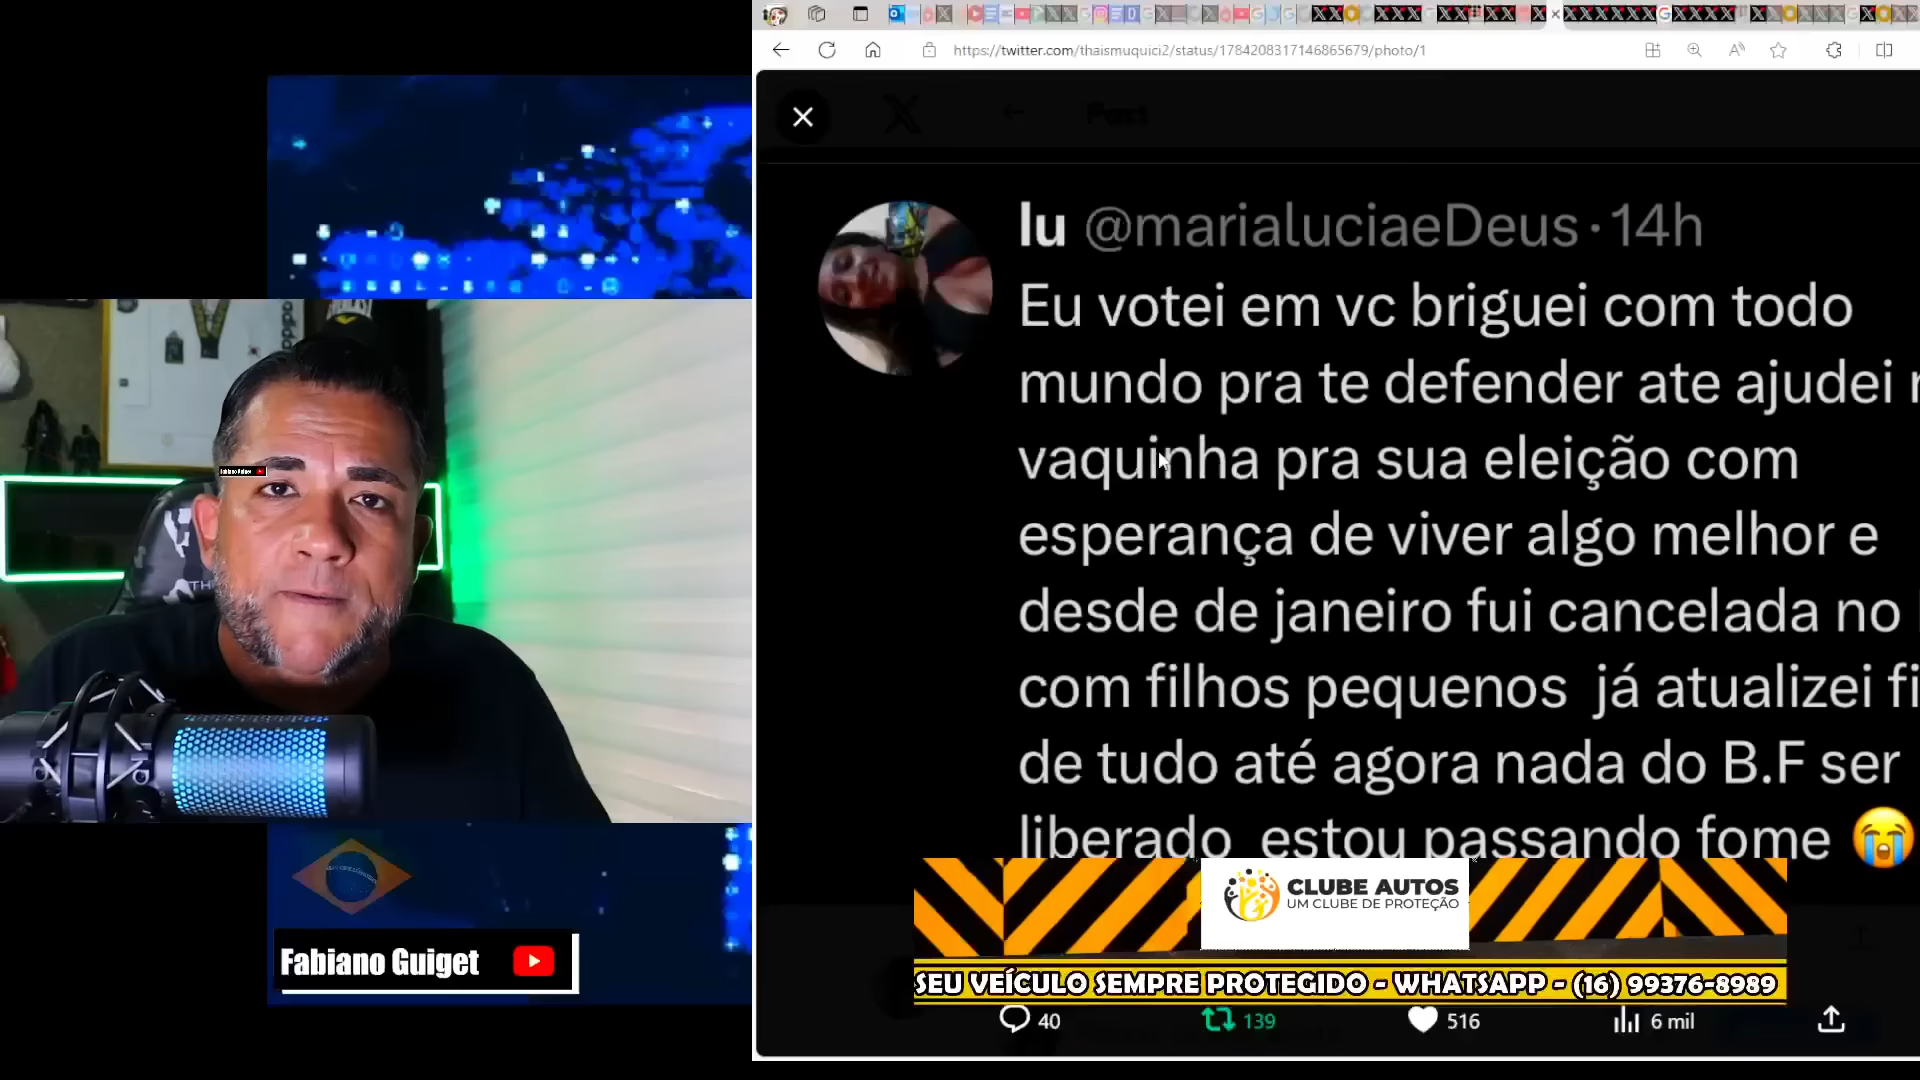 https://twitter.com/thaismuquici2/status/1784208317146865679/photo/1
Post
lu @marialuciaeDeus · 14h
Eu votei em vc briguei com todo
mundo pra te defender ate ajudei
vaquinha pra sua eleição com
esperança de viver algo melhor e
desde de janeiro fui cancelada no
com filhos pequenos já atualizei
de tudo até agora nada do B.F ser
liberado estou passando fome 😭
CLUBE AUTOS
UM CLUBE DE PROTEÇÃO
SEU VEÍCULO SEMPRE PROTEGIDO - WHATSAPP - (16) 99376-8989
40
139
516
6 mil
Fabiano Guiget
Fabiano Guiget
adidas
TH